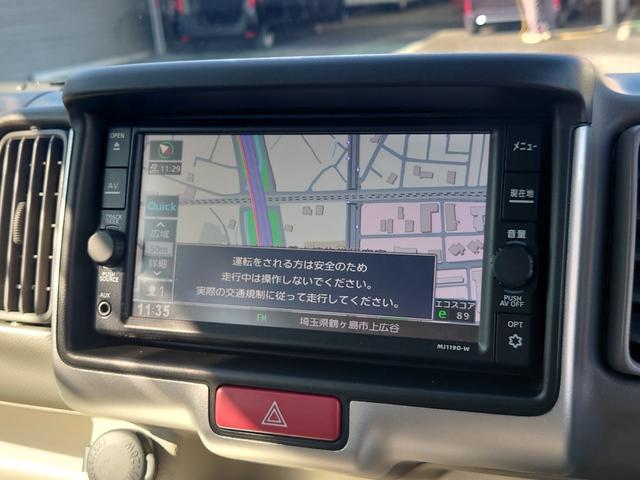 OPEN
AV
TRACK
SEEK
PUSH
SOURCE
AUX
11:29
Quick
広域
50m
詳細
1
11:35
運転をされる方は安全のため
走行中は操作しないでください。
実際の交通規制に従って走行してください。
FM
埼玉県鶴ヶ島市上広谷
エコスコア
e 89
MJ119D-W
メニュー
現在地
音量
PUSH
AV OFF
OPT
120W